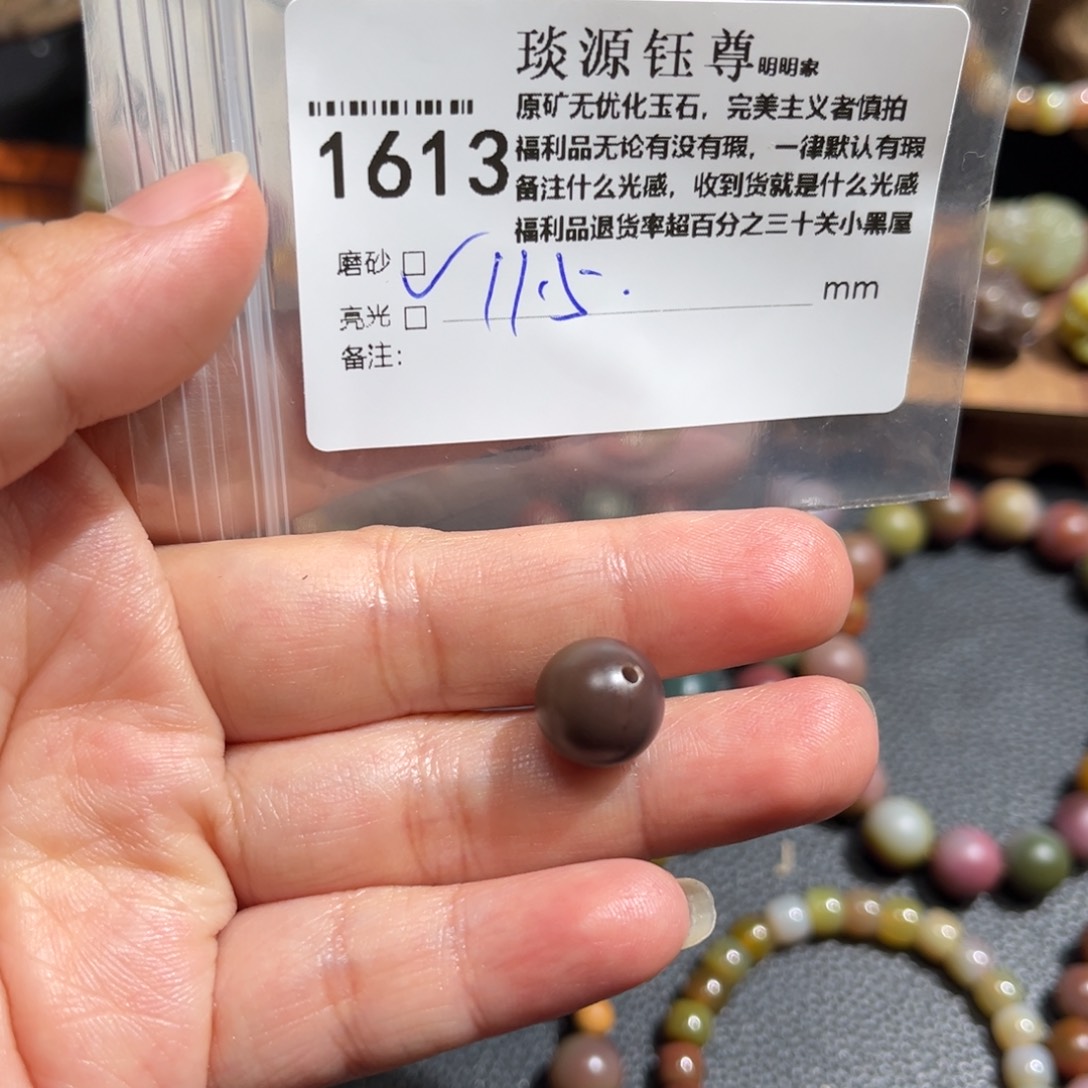 琰源钰尊明明家
原矿无优化玉石，完美主义者慎拍
1613
福利品无论有没有瑕，一律默认有瑕
备注什么光感，收到货就是什么光感
福利品退货率超百分之三十关小黑屋
磨砂 □ ✓ 11.5. mm
亮光 □
备注：